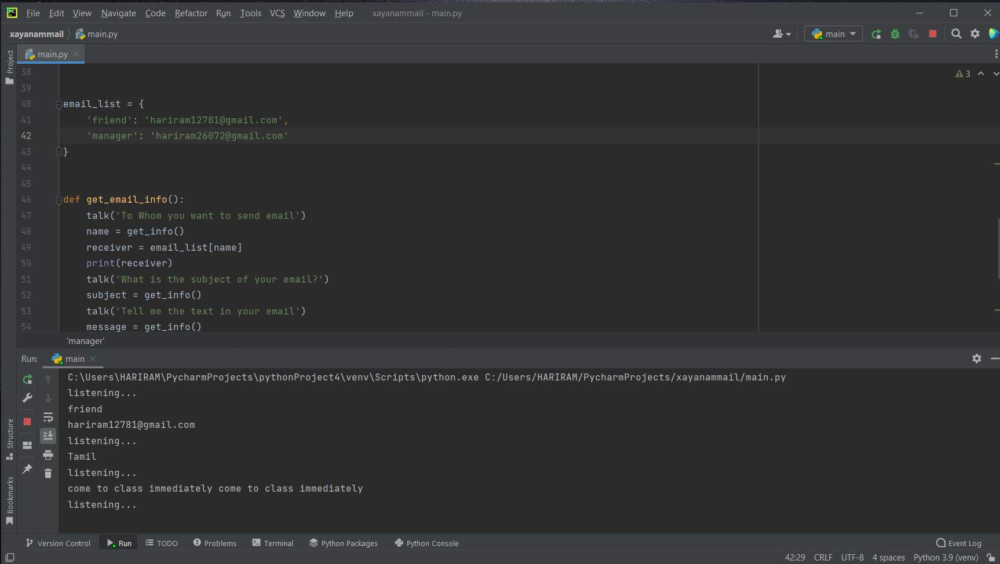 PC File Edit View Navigate Code Refactor Run Tools VCS Window Help xayanammail - main.py
xayanammail main.py main
Project
main.py
38
39
40 email_list = {
41 'friend': 'hariram12781@gmail.com',
42 'manager': 'hariram26072@gmail.com'
43 }
44
45
46 def get_email_info():
47 talk('To Whom you want to send email')
48 name = get_info()
49 receiver = email_list[name]
50 print(receiver)
51 talk('What is the subject of your email?')
52 subject = get_info()
53 talk('Tell me the text in your email')
54 message = get_info()
3
'manager'
Run: main
C:\Users\HARIRAM\PycharmProjects\pythonProject4\venv\Scripts\python.exe C:/Users/HARIRAM/PycharmProjects/xayanammail/main.py
listening...
friend
hariram12781@gmail.com
listening...
Tamil
listening...
come to class immediately come to class immediately
listening...
Structure
Bookmarks
Version Control Run TODO Problems Terminal Python Packages Python Console Event Log
42:29 CRLF UTF-8 4 spaces Python 3.9 (venv)